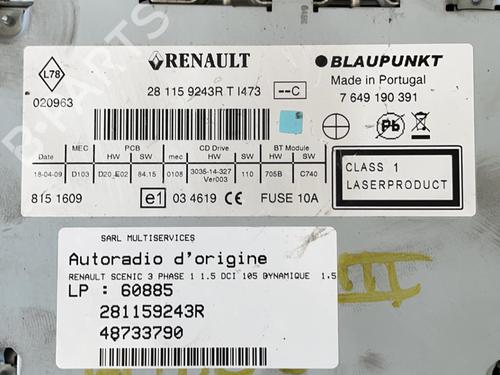 L78
RENAULT
BLAUPUNKT
020963
28 115 9243R T I473
--C
Made in Portugal
7 649 190 391
Pb
MEC PCB CD Drive BT Module
Date HW SW mec HW SW HW SW
18-04-09 D103 D20_E02 84.15 0108 3035-14-327 Ver003 110 705B C740
CLASS 1
LASERPRODUCT
815 1609
e1 03 4619 CE FUSE 10A
SARL MULTISERVICES
Autoradio d'origine
RENAULT SCENIC 3 PHASE 1 1.5 DCI 105 DYNAMIQUE 1.5
LP : 60885
281159243R
48733790
B-PARTS